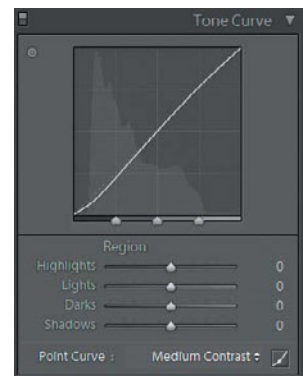 Tone Curve
Region
Highlights 0
Lights 0
Darks 0
Shadows 0
Point Curve : Medium Contrast